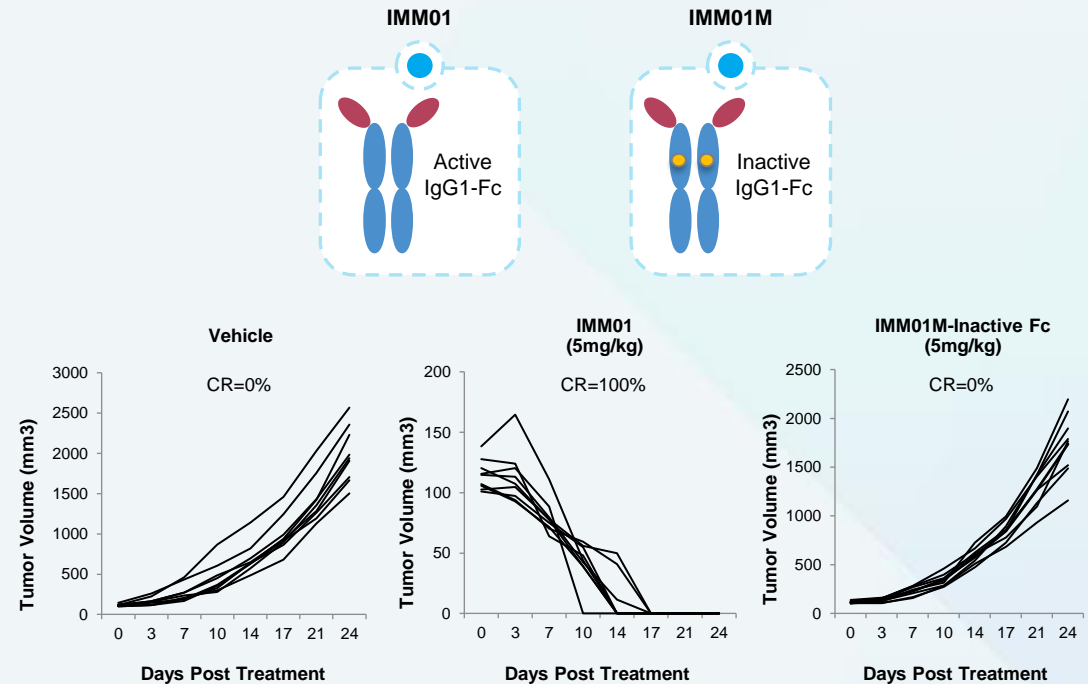 IMM01
IMM01M
Active
IgG1-Fc
Inactive
IgG1-Fc
Vehicle
CR=0%
Tumor Volume (mm3)
3000
2500
2000
1500
1000
500
0
0 3 7 10 14 17 21 24
Days Post Treatment
IMM01
(5mg/kg)
CR=100%
Tumor Volume (mm3)
200
150
100
50
0
0 3 7 10 14 17 21 24
Days Post Treatment
IMM01M-Inactive Fc
(5mg/kg)
CR=0%
Tumor Volume (mm3)
2500
2000
1500
1000
500
0
0 3 7 10 14 17 21 24
Days Post Treatment